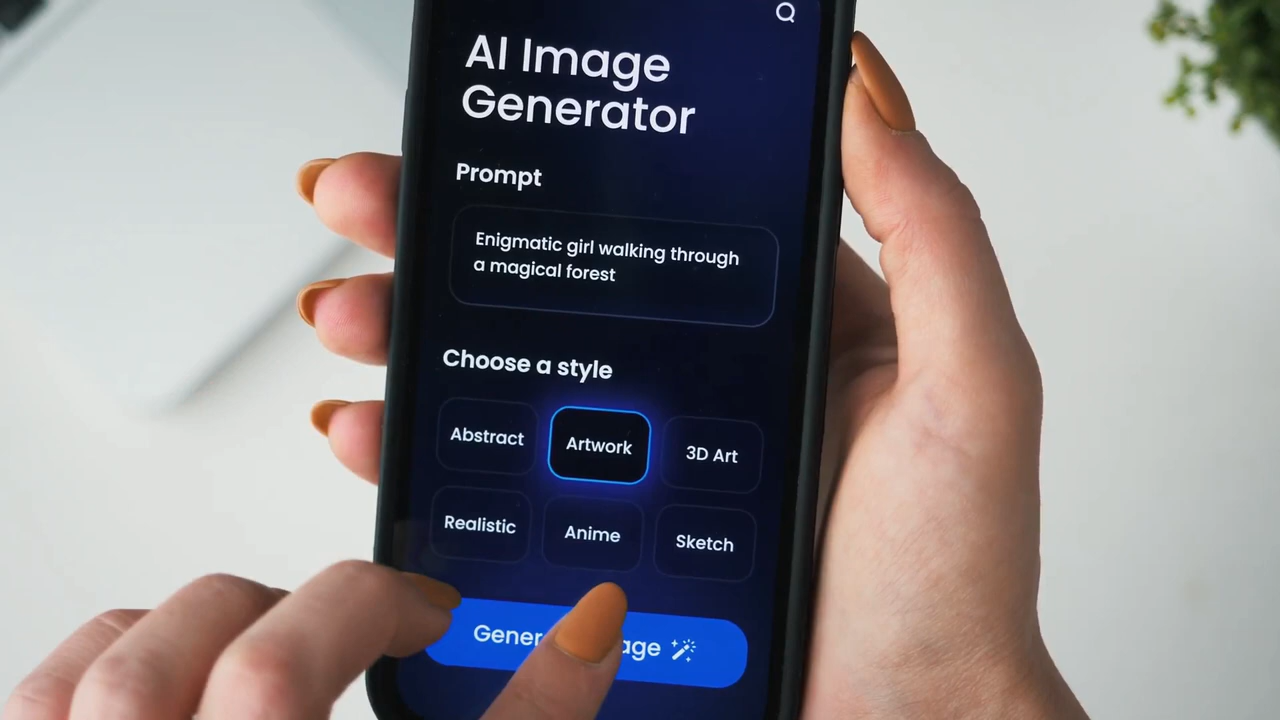 AI Image
Generator
Prompt
Enigmatic girl walking through
a magical forest
Choose a style
Abstract
Artwork
3D Art
Realistic
Anime
Sketch